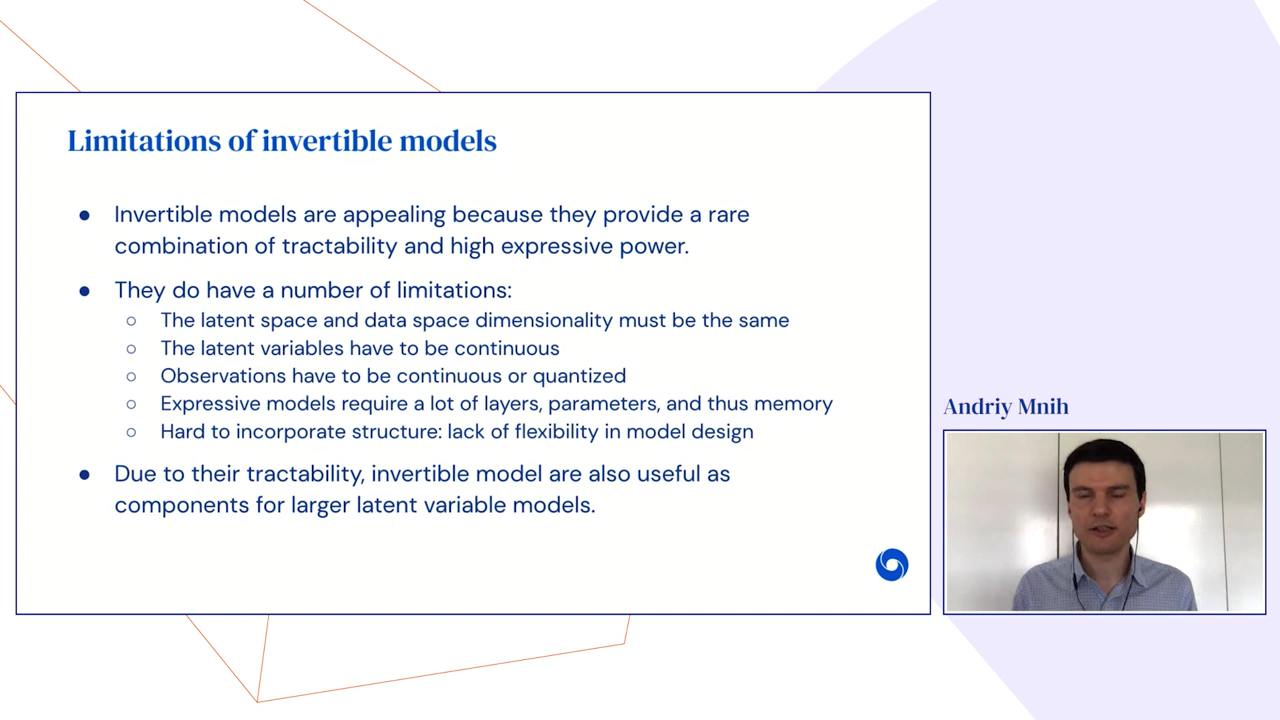 Limitations of invertible models
● Invertible models are appealing because they provide a rare
combination of tractability and high expressive power.
● They do have a number of limitations:
○ The latent space and data space dimensionality must be the same
○ The latent variables have to be continuous
○ Observations have to be continuous or quantized
○ Expressive models require a lot of layers, parameters, and thus memory
○ Hard to incorporate structure: lack of flexibility in model design
● Due to their tractability, invertible model are also useful as
components for larger latent variable models.
Andriy Mnih